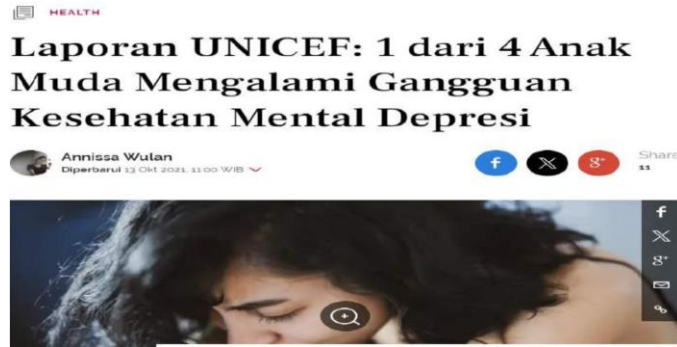 HEALTH
Laporan UNICEF: 1 dari 4 Anak
Muda Mengalami Gangguan
Kesehatan Mental Depresi
Annissa Wulan
Diperbarui 13 Okt 2021, 11:00 WIB
Share
11